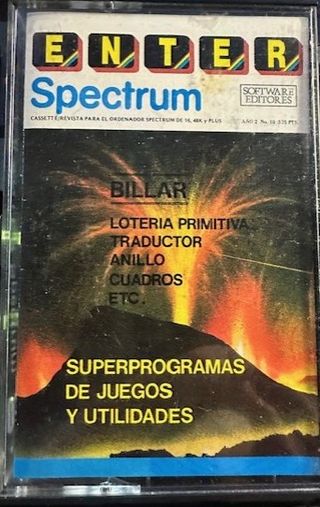 ENTER
Spectrum
SOFTWARE
EDITORES
CASSETTE/REVISTA PARA EL ORDENADOR SPECTRUM DE 16, 48K y PLUS
AÑO 2 No.
BILLAR
LOTERIA PRIMITIVA
TRADUCTOR
ANILLO
CUADROS
ETC.
SUPERPROGRAMAS
DE JUEGOS
Y UTILIDADES